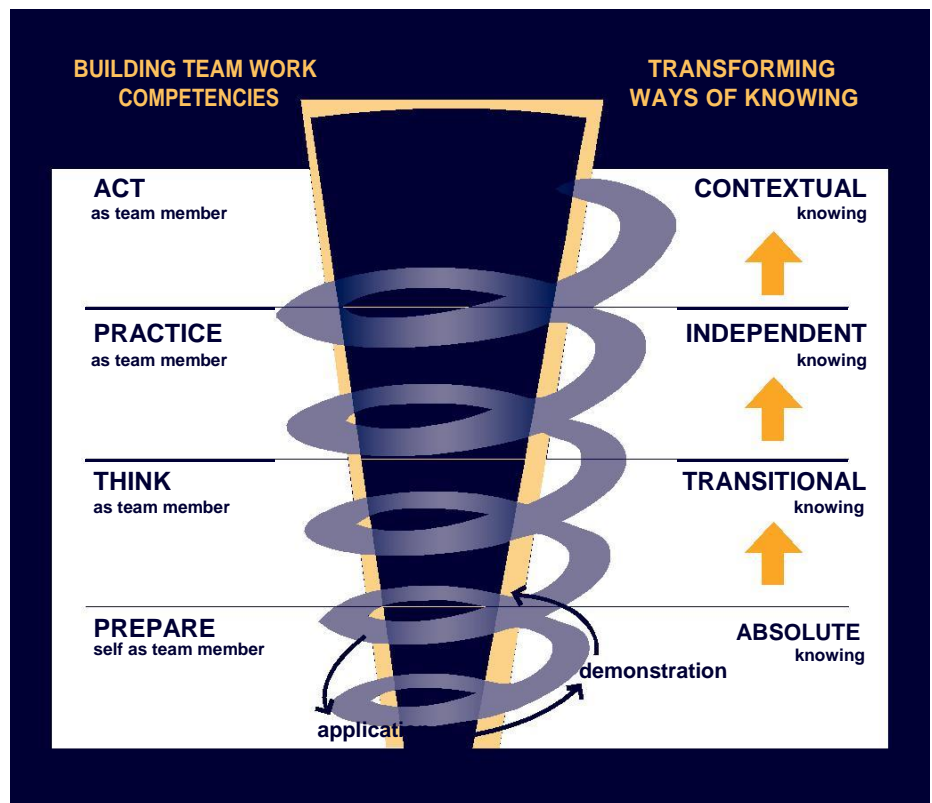 BUILDING TEAM WORK
COMPETENCIES
TRANSFORMING
WAYS OF KNOWING
ACT
as team member
CONTEXTUAL
knowing
PRACTICE
as team member
INDEPENDENT
knowing
THINK
as team member
TRANSITIONAL
knowing
PREPARE
self as team member
ABSOLUTE
knowing
demonstration
applicati